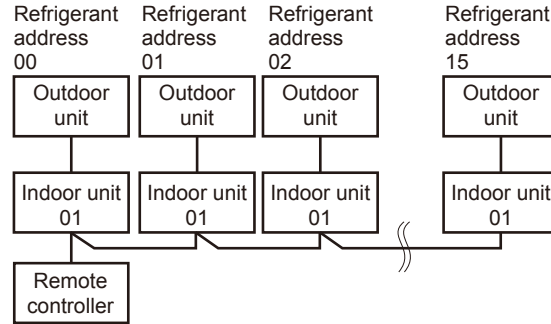 Refrigerant
address
00
Refrigerant
address
01
Refrigerant
address
02
Refrigerant
address
15
Outdoor
unit
Outdoor
unit
Outdoor
unit
Outdoor
unit
Indoor unit
01
Indoor unit
01
Indoor unit
01
Indoor unit
01
Remote
controller